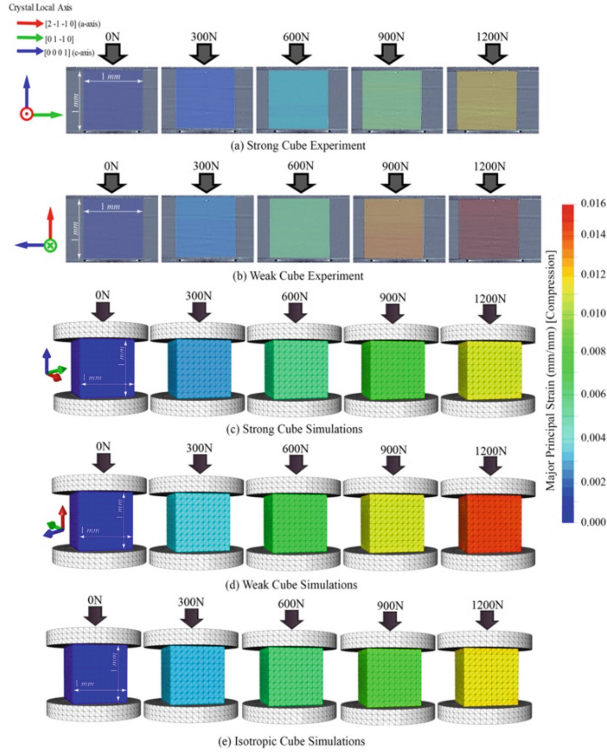 Crystal Local Axis
[2 -1 -1 0] (a-axis)
[0 1 -1 0]
[0 0 0 1] (c-axis)
0N 300N 600N 900N 1200N
1 mm
1 mm
(a) Strong Cube Experiment
0N 300N 600N 900N 1200N
1 mm
1 mm
(b) Weak Cube Experiment
0N 300N 600N 900N 1200N
1 mm
1 mm
(c) Strong Cube Simulations
0N 300N 600N 900N 1200N
1 mm
1 mm
(d) Weak Cube Simulations
0N 300N 600N 900N 1200N
1 mm
1 mm
(e) Isotropic Cube Simulations
Major Principal Strain (mm/mm) [Compression]
0.016
0.014
0.012
0.010
0.008
0.006
0.004
0.002
0.000